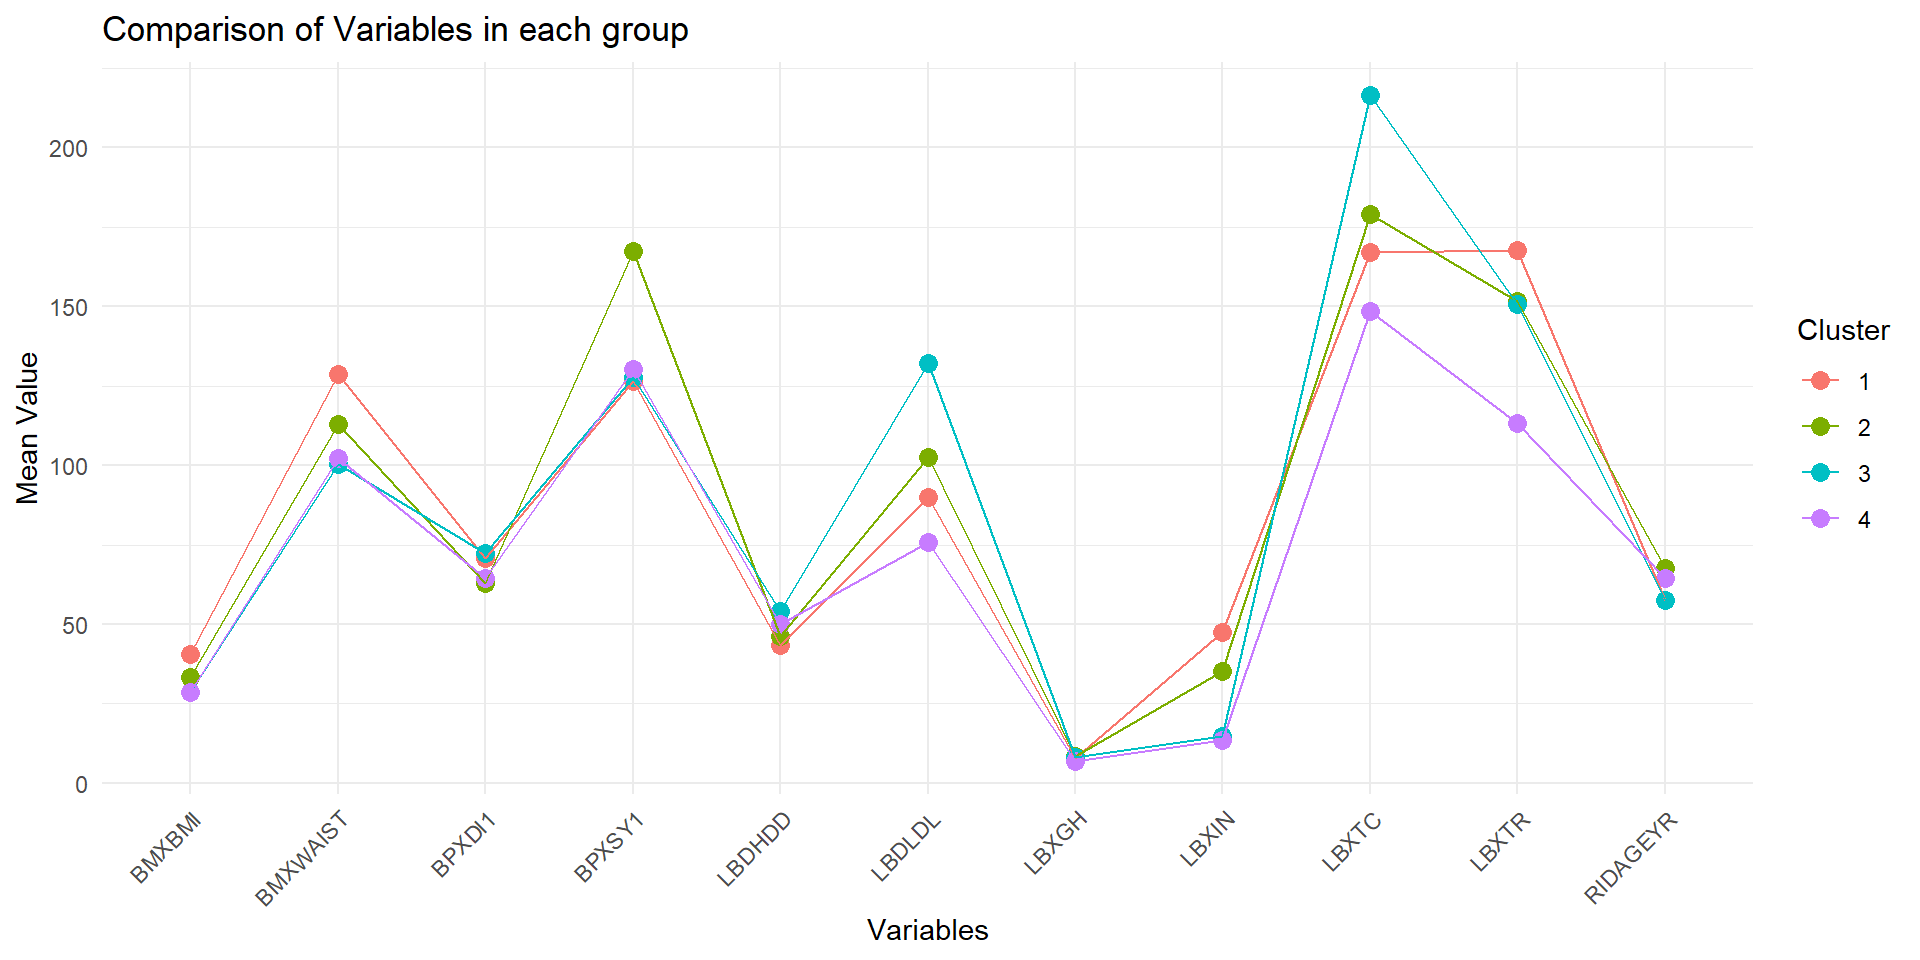 Comparison of Variables in each group
Mean Value
200
150
100
50
0
BMXBMI
BMXWAIST
BPXDI1
BPXSY1
LBDHDD
LBDLDL
LBXGH
LBXIN
LBXTC
LBXTR
RIDAGEYR
Variables
Cluster
1
2
3
4